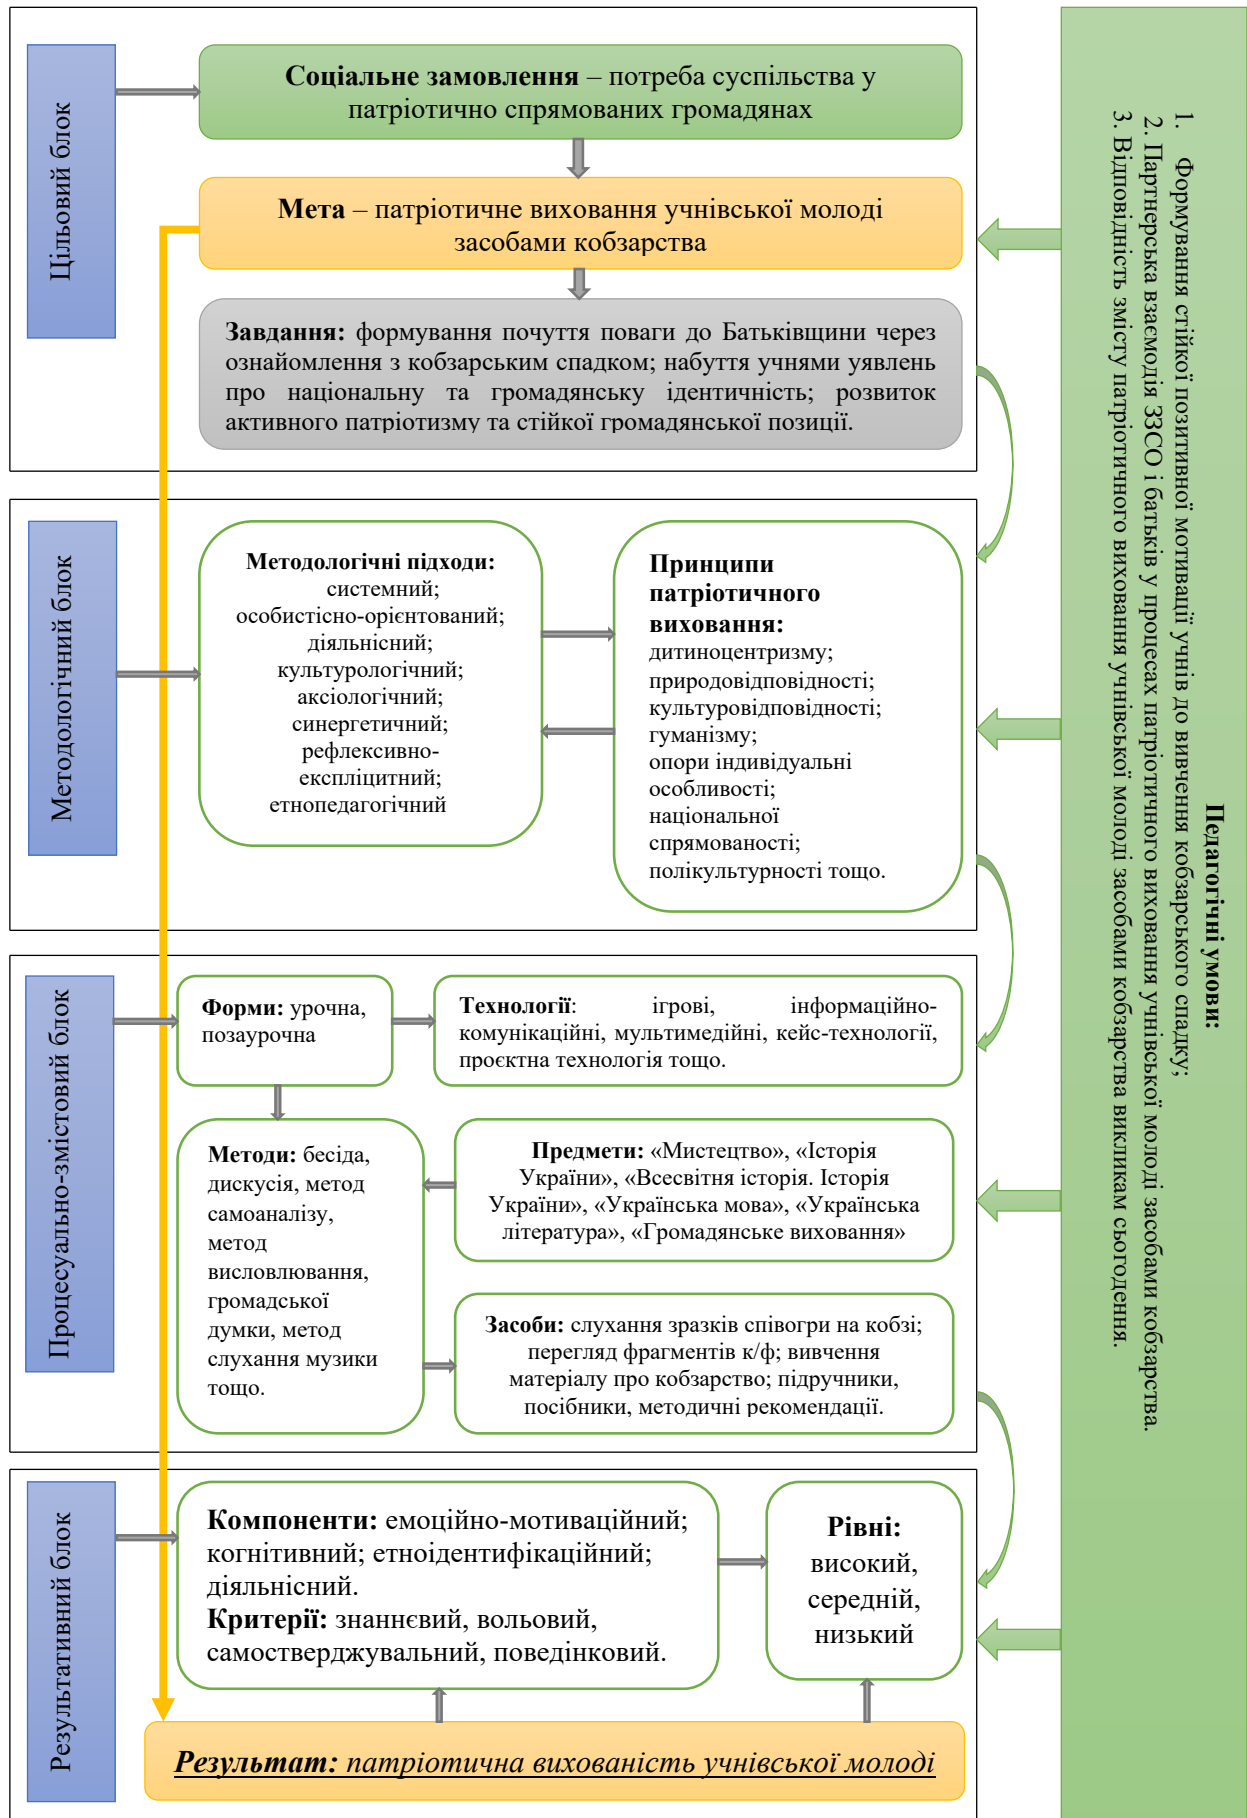 Цільовий блок
Соціальне замовлення – потреба суспільства у
патріотично спрямованих громадянах
Мета – патріотичне виховання учнівської молоді
засобами кобзарства
Завдання: формування почуття поваги до Батьківщини через
ознайомлення з кобзарським спадком; набуття учнями уявлень
про національну та громадянську ідентичність; розвиток
активного патріотизму та стійкої громадянської позиції.
Методологічний блок
Методологічні підходи:
системний;
особистісно-орієнтований;
діяльнісний;
культурологічний;
аксіологічний;
синергетичний;
рефлексивно-
експліцитний;
етнопедагогічний
Принципи
патріотичного
виховання:
дитиноцентризму;
природовідповідності;
культуровідповідності;
гуманізму;
опори індивідуальні
особливості;
національної
спрямованості;
полікультурності тощо.
Процесуально-змістовий блок
Форми: урочна,
позаурочна
Технології: ігрові, інформаційно-
комунікаційні, мультимедійні, кейс-технології,
проєктна технологія тощо.
Методи: бесіда,
дискусія, метод
самоаналізу,
метод
висловлювання,
громадської
думки, метод
слухання музики
тощо.
Предмети: «Мистецтво», «Історія
України», «Всесвітня історія. Історія
України», «Українська мова», «Українська
література», «Громадянське виховання»
Засоби: слухання зразків співогри на кобзі;
перегляд фрагментів к/ф; вивчення
матеріалу про кобзарство; підручники,
посібники, методичні рекомендації.
Результативний блок
Компоненти: емоційно-мотиваційний;
когнітивний; етноідентифікаційний;
діяльнісний.
Критерії: знаннєвий, вольовий,
самостверджувальний, поведінковий.
Рівні:
високий,
середній,
низький
Результат: патріотична вихованість учнівської молоді
Педагогічні умови:
1. Формування стійкої позитивної мотивації учнів до вивчення кобзарського спадку;
2. Партнерська взаємодія ЗЗСО і батьків у процесах патріотичного виховання учнівської молоді засобами кобзарства.
3. Відповідність змісту патріотичного виховання учнівської молоді засобами кобзарства викликам сьогодення.